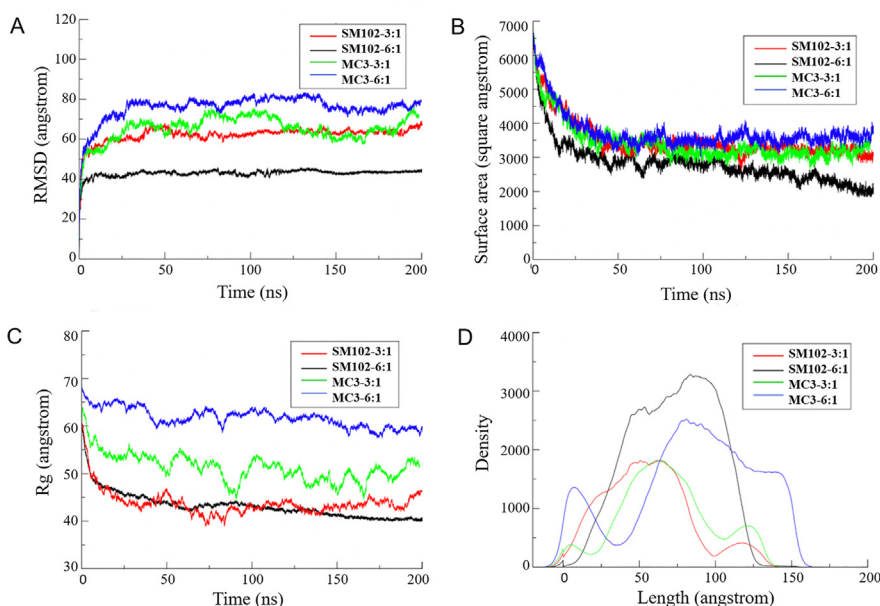 A
RMSD (angstrom)
120
100
80
60
40
20
0
0
50
100
150
200
Time (ns)
SM102-3:1
SM102-6:1
MC3-3:1
MC3-6:1
B
Surface area (square angstrom)
7000
6000
5000
4000
3000
2000
1000
0
0
50
100
150
200
Time (ns)
SM102-3:1
SM102-6:1
MC3-3:1
MC3-6:1
C
Rg (angstrom)
80
70
60
50
40
30
0
50
100
150
200
Time (ns)
SM102-3:1
SM102-6:1
MC3-3:1
MC3-6:1
D
Density
4000
3000
2000
1000
0
0
50
100
150
200
Length (angstrom)
SM102-3:1
SM102-6:1
MC3-3:1
MC3-6:1